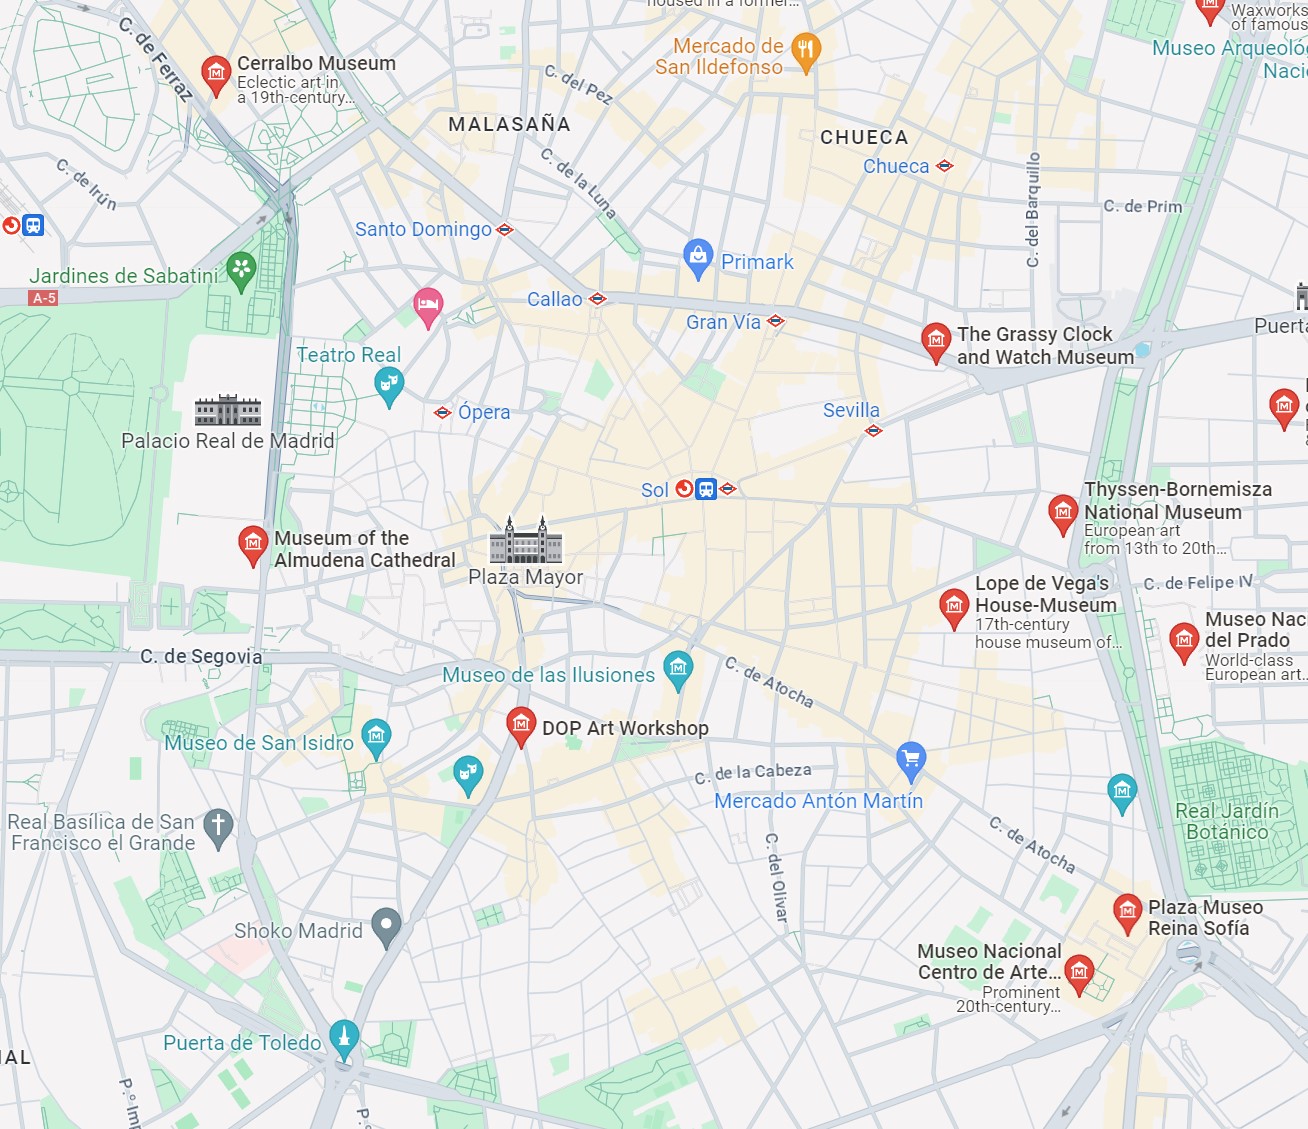 housed in a former...
Waxworks
of famous
Museo Arqueoló
Naci
C. de Ferraz
Cerralbo Museum
Eclectic art in
a 19th-century...
Mercado de
San Ildefonso
C. del Pez
MALASAÑA
CHUECA
Chueca
C. de la Luna
C. del Barquillo
C. de Irún
C. de Prim
Santo Domingo
Jardines de Sabatini
A-5
Primark
Callao
Gran Vía
Puerta
The Grassy Clock
and Watch Museum
Teatro Real
Ópera
Sevilla
Palacio Real de Madrid
Sol
Thyssen-Bornemisza
National Museum
European art
from 13th to 20th...
Museum of the
Almudena Cathedral
Plaza Mayor
C. de Felipe IV
Lope de Vega's
House-Museum
17th-century
house museum of...
Museo Naci
del Prado
World-class
European art...
C. de Segovia
Museo de las Ilusiones
C. de Atocha
DOP Art Workshop
Museo de San Isidro
C. de la Cabeza
Mercado Antón Martín
Real Jardín
Botánico
Real Basílica de San
Francisco el Grande
C. del Olivar
C. de Atocha
Plaza Museo
Reina Sofía
Shoko Madrid
Museo Nacional
Centro de Arte...
Prominent
20th-century...
Puerta de Toledo
IAL
P.º Imp
P.º